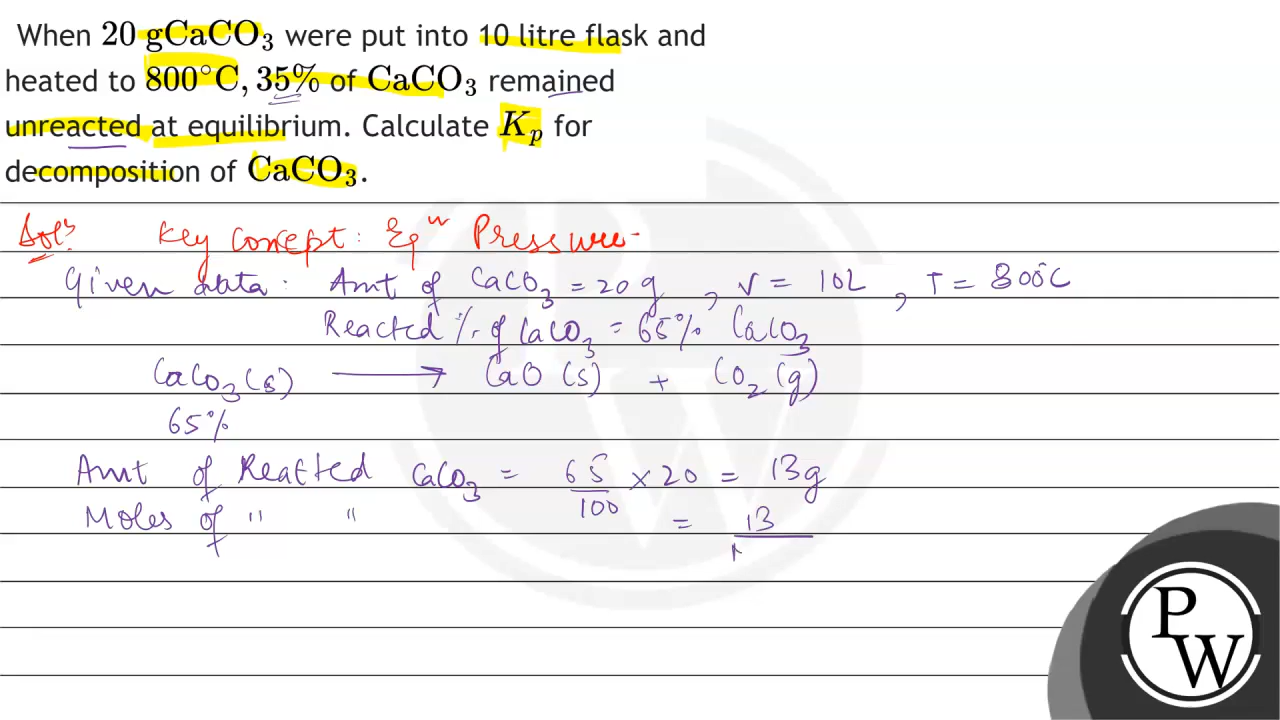 When 20 gCaCO₃ were put into 10 litre flask and
heated to 800°C, 35% of CaCO₃ remained
unreacted at equilibrium. Calculate Kₚ for
decomposition of CaCO₃.
Solⁿ: Key concept: Eqᵐ Pressure.
Given data: Amt of CaCO₃ = 20 g, V = 10L, T = 800°C
Reacted % of CaCO₃ = 65% CaCO₃
CaCO₃(s) ⟶ CaO (s) + CO₂(g)
65%
Amt of Reacted CaCO₃ = 65/100 × 20 = 13g
Moles of " " = 13/1
PW